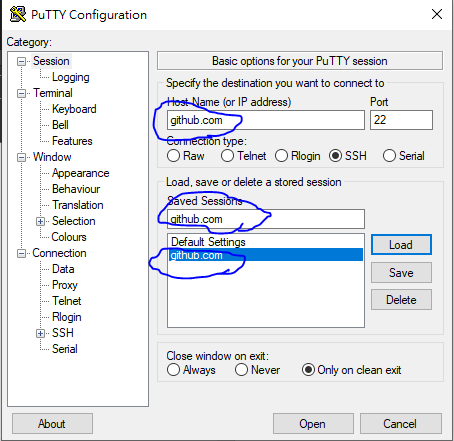 PuTTY Configuration
Category:
Session
Logging
Terminal
Keyboard
Bell
Features
Window
Appearance
Behaviour
Translation
Selection
Colours
Connection
Data
Proxy
Telnet
Rlogin
SSH
Serial
Basic options for your PuTTY session
Specify the destination you want to connect to
Host Name (or IP address) Port
github.com 22
Connection type:
Raw Telnet Rlogin SSH Serial
Load, save or delete a stored session
Saved Sessions
github.com
Default Settings
github.com
Load
Save
Delete
Close window on exit:
Always Never Only on clean exit
About Open Cancel